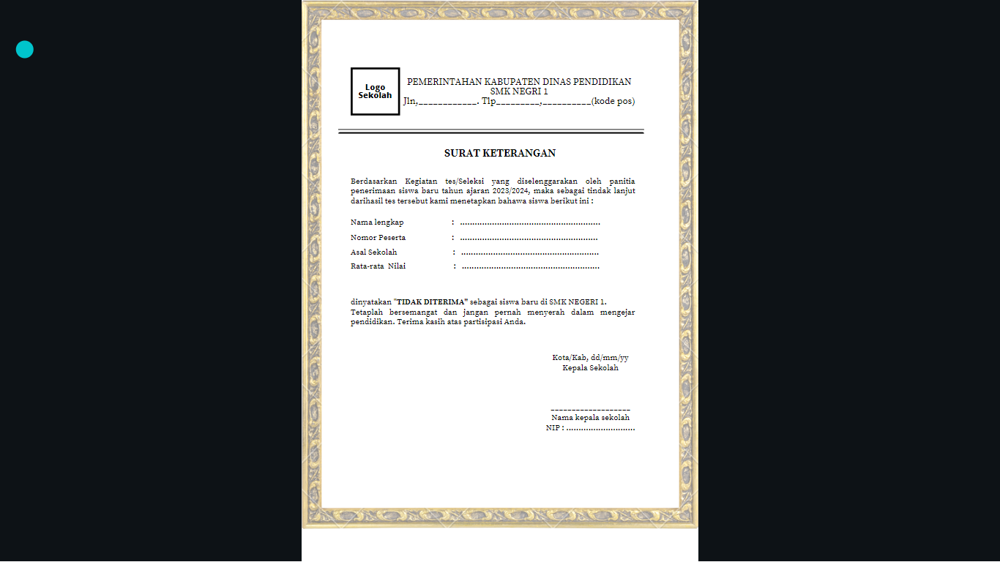 Logo
Sekolah
PEMERINTAHAN KABUPATEN DINAS PENDIDIKAN
SMK NEGRI 1
Jln,____________. Tlp_________,__________(kode pos)
SURAT KETERANGAN
Berdasarkan Kegiatan tes/Seleksi yang diselenggarakan oleh panitia
penerimaan siswa baru tahun ajaran 2023/2024, maka sebagai tindak lanjut
darihasil tes tersebut kami menetapkan bahawa siswa berikut ini :
Nama lengkap : .........................................................
Nomor Peserta : ........................................................
Asal Sekolah : ........................................................
Rata-rata Nilai : ........................................................
dinyatakan "TIDAK DITERIMA" sebagai siswa baru di SMK NEGERI 1.
Tetaplah bersemangat dan jangan pernah menyerah dalam mengejar
pendidikan. Terima kasih atas partisipasi Anda.
Kota/Kab, dd/mm/yy
Kepala Sekolah
___________________
Nama kepala sekolah
NIP : ............................